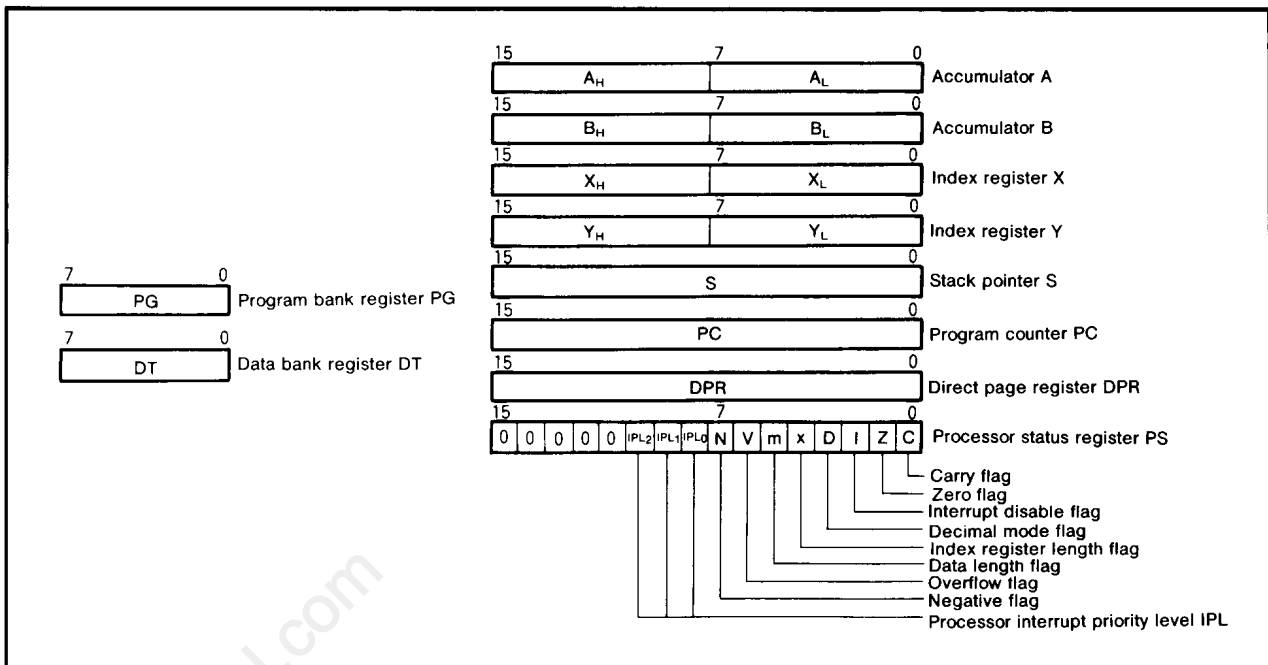 15 7 0
A_H A_L Accumulator A
15 7 0
B_H B_L Accumulator B
15 7 0
X_H X_L Index register X
15 7 0
Y_H Y_L Index register Y
15 0
S Stack pointer S
7 0
PG Program bank register PG
15 0
PC Program counter PC
7 0
DT Data bank register DT
15 0
DPR Direct page register DPR
15 7 0
0 0 0 0 0 IPL₂ IPL₁ IPL₀ N V m x D I Z C Processor status register PS
Carry flag
Zero flag
Interrupt disable flag
Decimal mode flag
Index register length flag
Data length flag
Overflow flag
Negative flag
Processor interrupt priority level IPL
.com